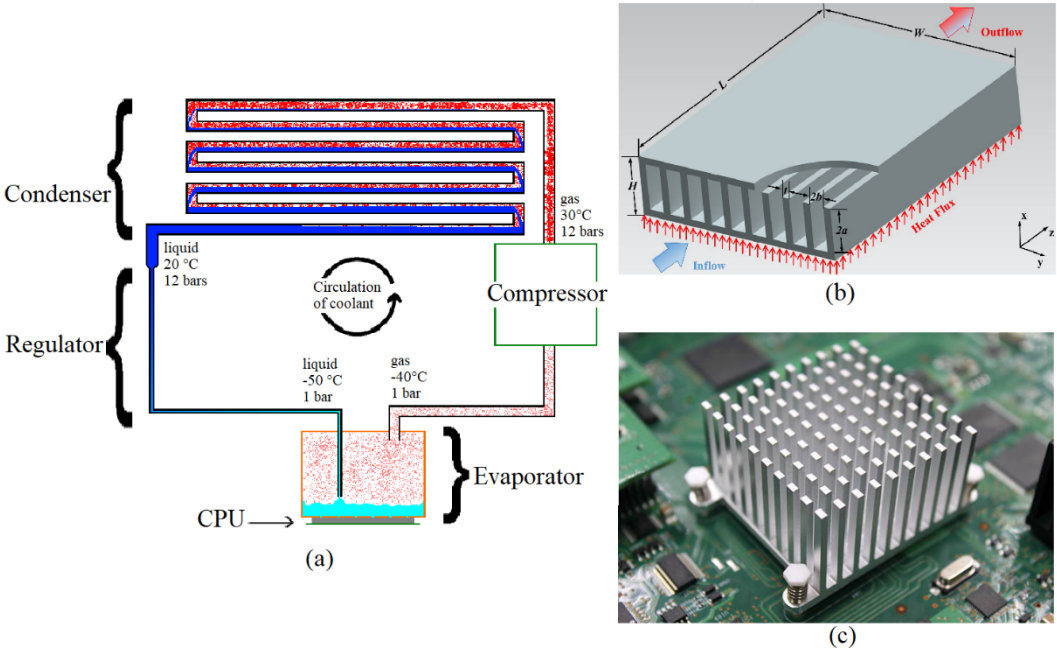 Condenser
liquid
20 °C
12 bars
gas
30°C
12 bars
Circulation
of coolant
Compressor
Regulator
liquid
-50 °C
1 bar
gas
-40°C
1 bar
Evaporator
CPU
(a)
Outflow
W
L
H
t
2b
2a
Heat Flux
Inflow
x
z
y
(b)
(c)